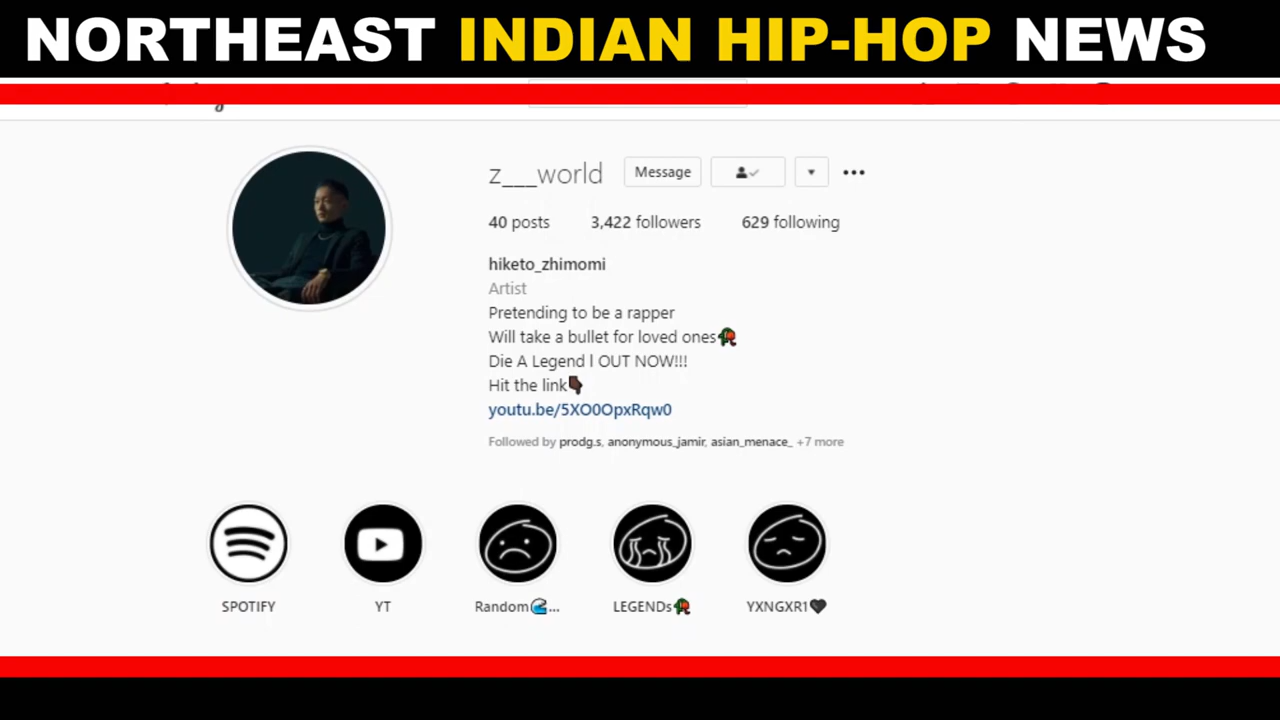 NORTHEAST INDIAN HIP-HOP NEWS
z___world Message
40 posts 3,422 followers 629 following
hiketo_zhimomi
Artist
Pretending to be a rapper
Will take a bullet for loved ones🥀
Die A Legend l OUT NOW!!!
Hit the link👇🏿
youtu.be/5XO0OpxRqw0
Followed by prodg.s, anonymous_jamir, asian_menace_ +7 more
SPOTIFY YT Random🌊... LEGENDs🥀 YXNGXR1🖤